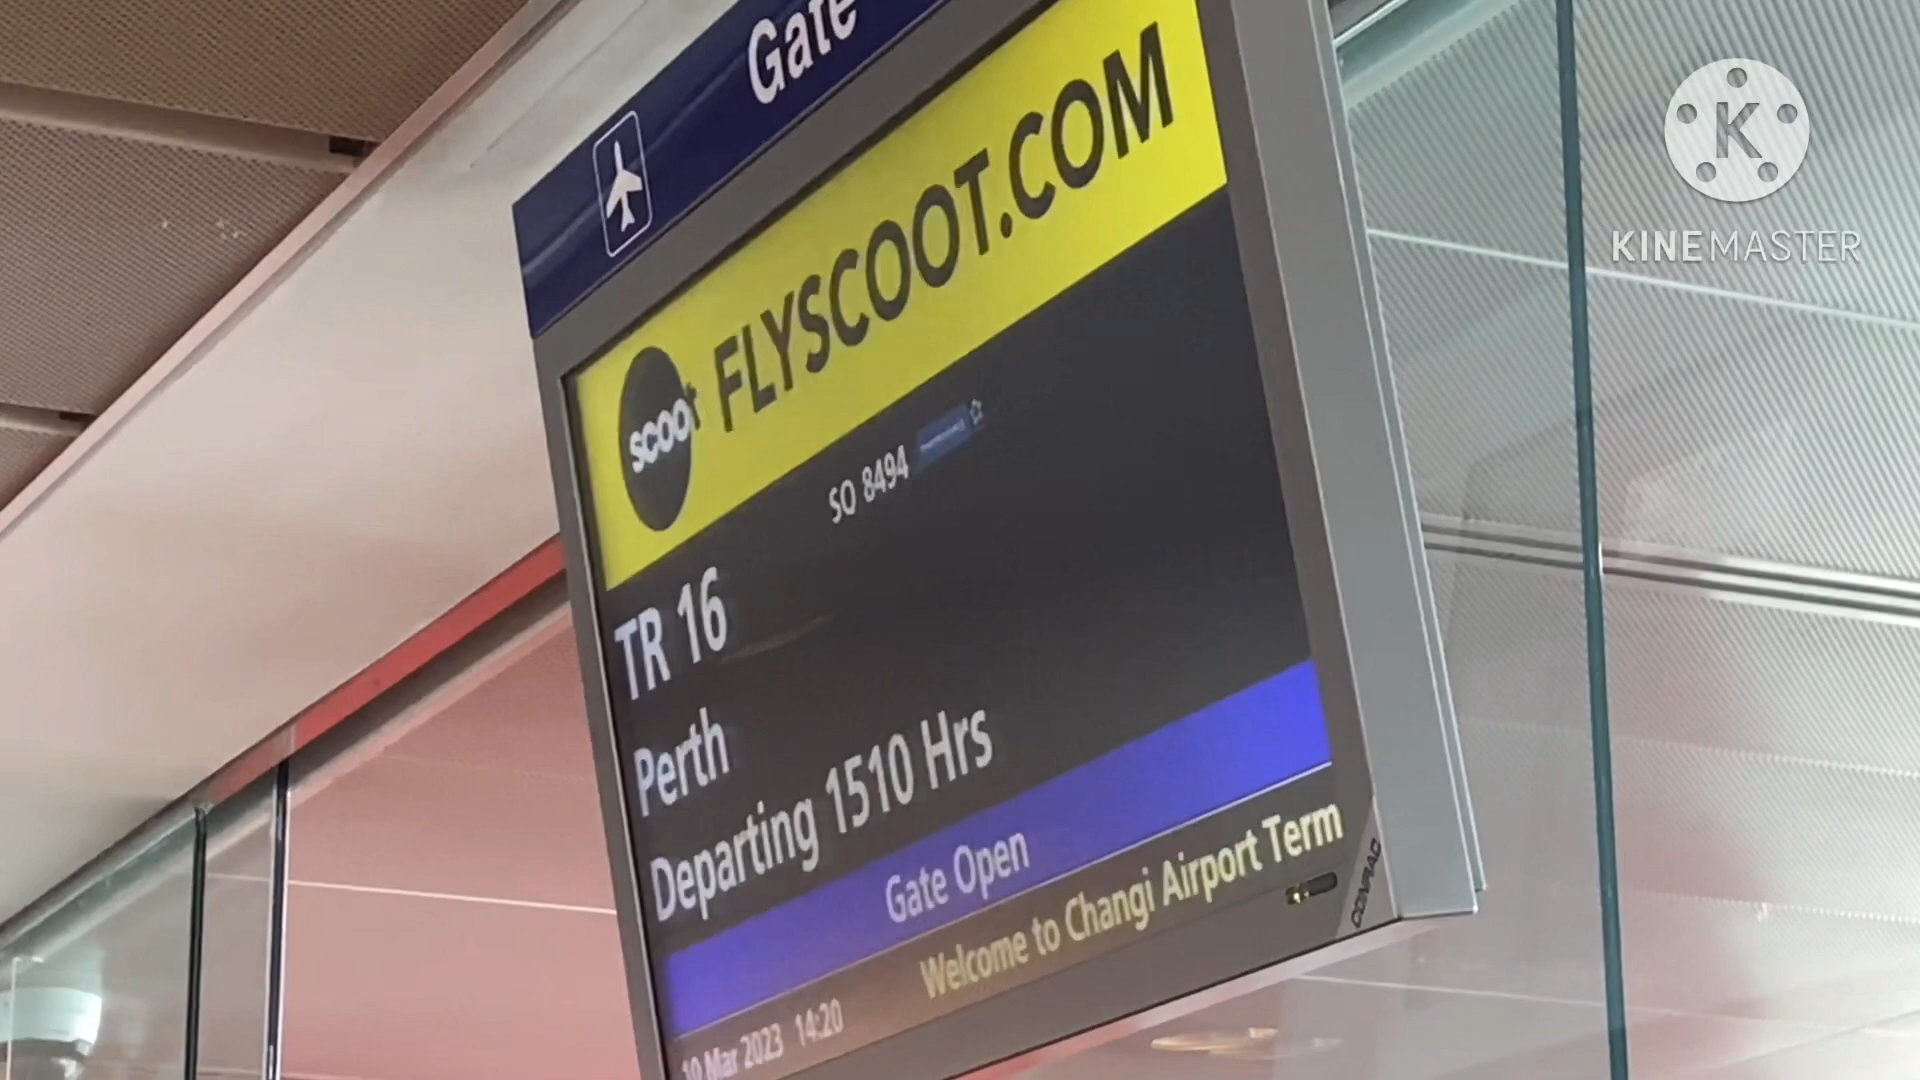 Gate
FLYSCOOT.COM
scoot
SQ 8494
TR 16
Perth
Departing 1510 Hrs
Gate Open
Welcome to Changi Airport Term
10 Mar 2023 14:20
CONRAC
K
KINEMASTER